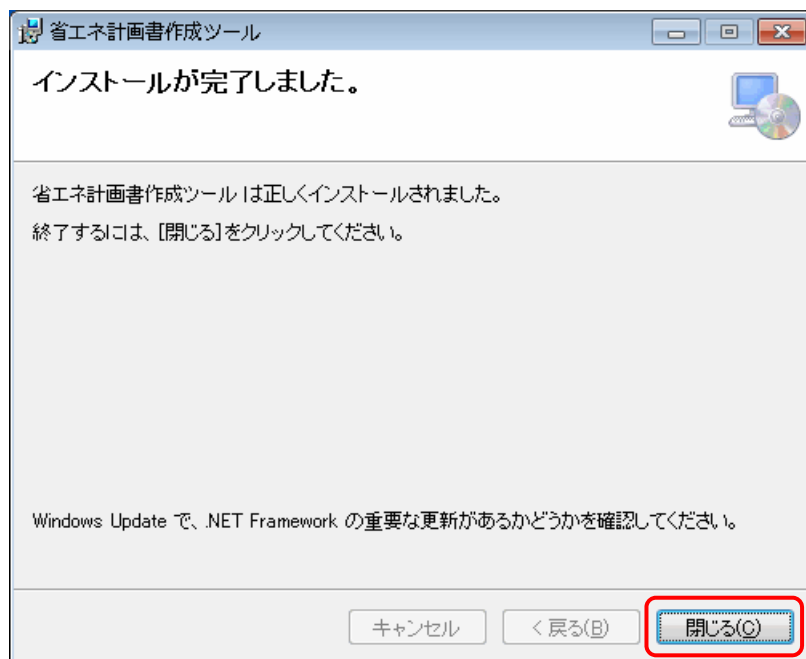 省エネ計画書作成ツール
インストールが完了しました。
省エネ計画書作成ツール は正しくインストールされました。
終了するには、[閉じる]をクリックしてください。
Windows Update で、.NET Framework の重要な更新があるかどうかを確認してください。
キャンセル
< 戻る(B)
閉じる(C)